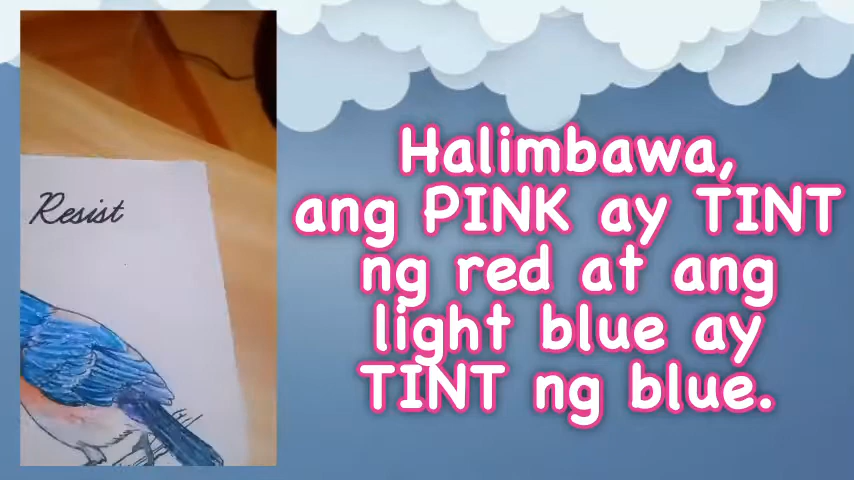 Resist
Halimbawa,
ang PINK ay TINT
ng red at ang
light blue ay
TINT ng blue.